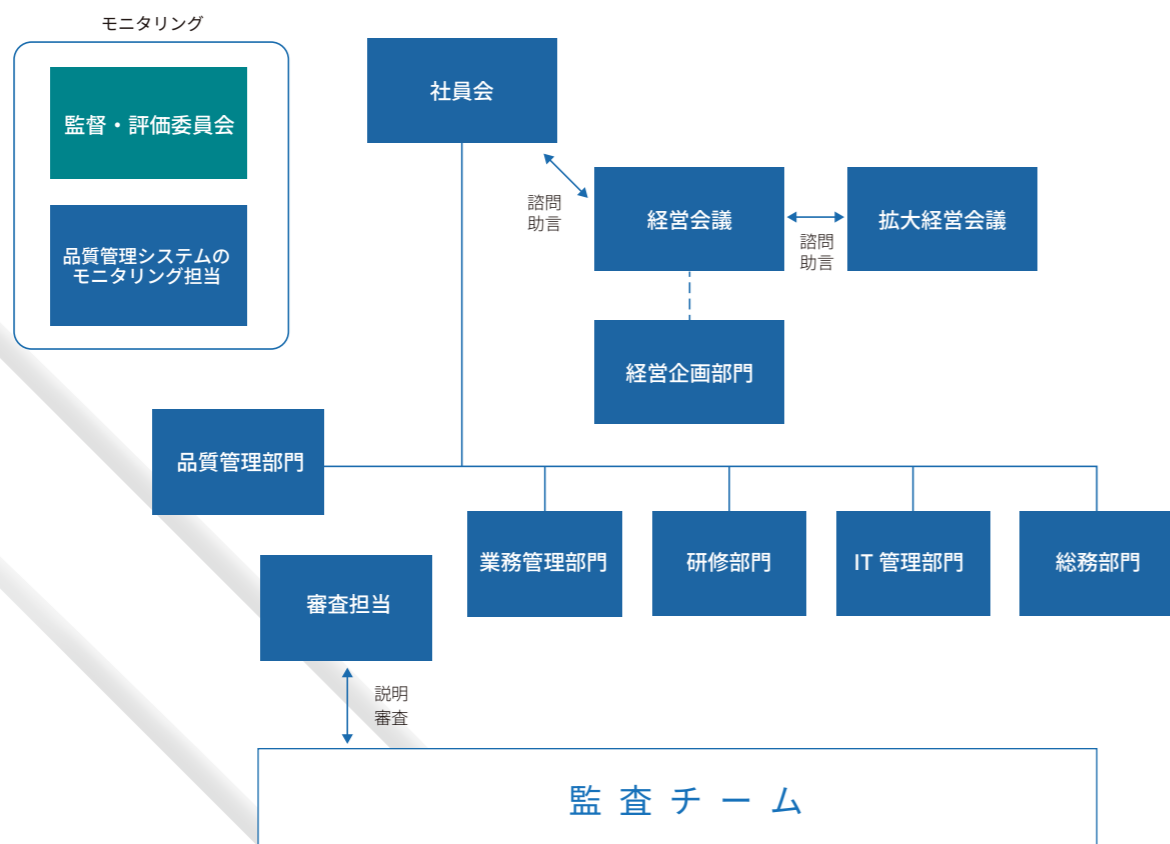 モニタリング
監督・評価委員会
品質管理システムの
モニタリング担当
社員会
諮問
助言
経営会議
諮問
助言
拡大経営会議
経営企画部門
品質管理部門
業務管理部門
研修部門
IT 管理部門
総務部門
審査担当
説明
審査
監査チーム